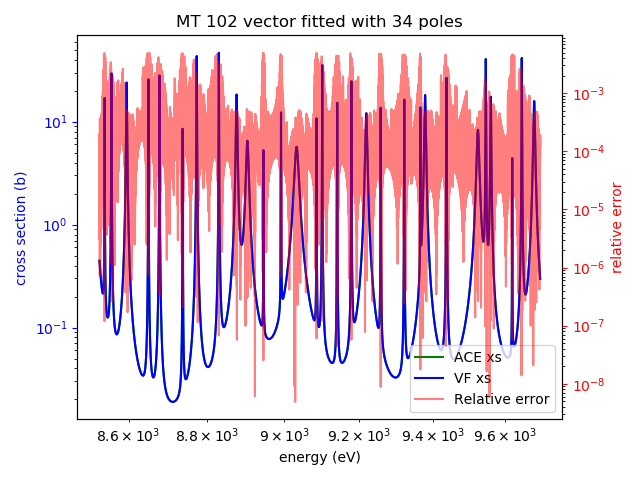 MT 102 vector fitted with 34 poles
cross section (b)
10¹
10⁰
10⁻¹
10⁻³
10⁻⁴
10⁻⁵
10⁻⁶
10⁻⁷
10⁻⁸
relative error
ACE xs
VF xs
Relative error
8.6 × 10³ 8.8 × 10³ 9 × 10³ 9.2 × 10³ 9.4 × 10³ 9.6 × 10³
energy (eV)